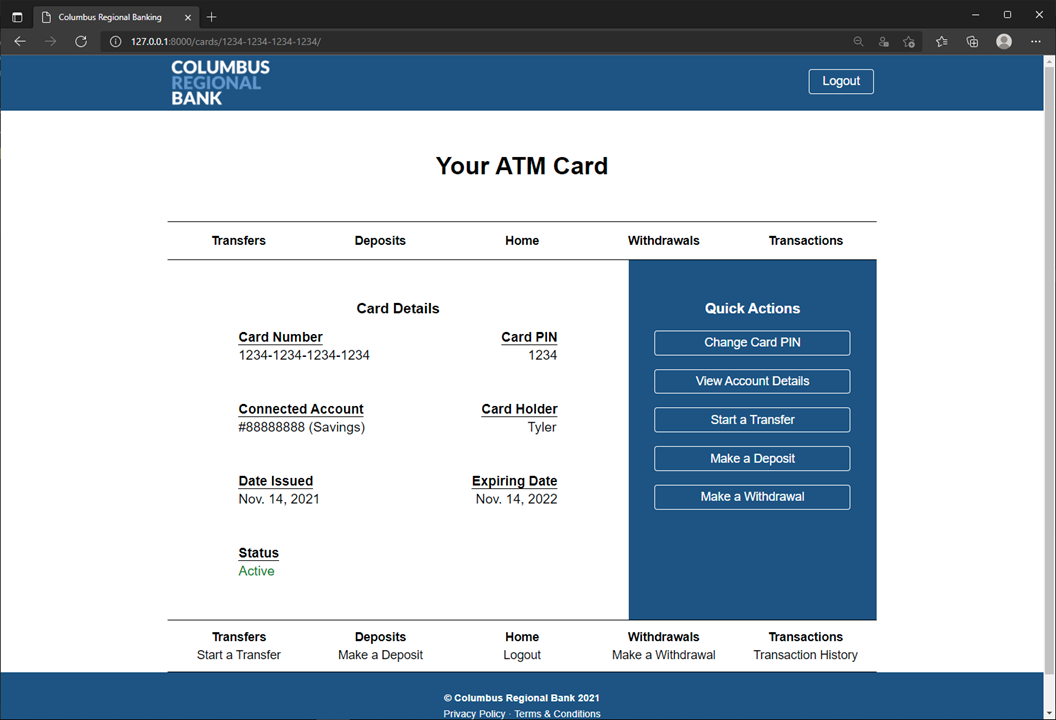 Columbus Regional Banking
127.0.0.1:8000/cards/1234-1234-1234-1234/
COLUMBUS
REGIONAL
BANK
Logout
Your ATM Card
Transfers Deposits Home Withdrawals Transactions
Card Details
Card Number Card PIN
1234-1234-1234-1234 1234
Connected Account Card Holder
#88888888 (Savings) Tyler
Date Issued Expiring Date
Nov. 14, 2021 Nov. 14, 2022
Status
Active
Quick Actions
Change Card PIN
View Account Details
Start a Transfer
Make a Deposit
Make a Withdrawal
Transfers Deposits Home Withdrawals Transactions
Start a Transfer Make a Deposit Logout Make a Withdrawal Transaction History
© Columbus Regional Bank 2021
Privacy Policy · Terms & Conditions